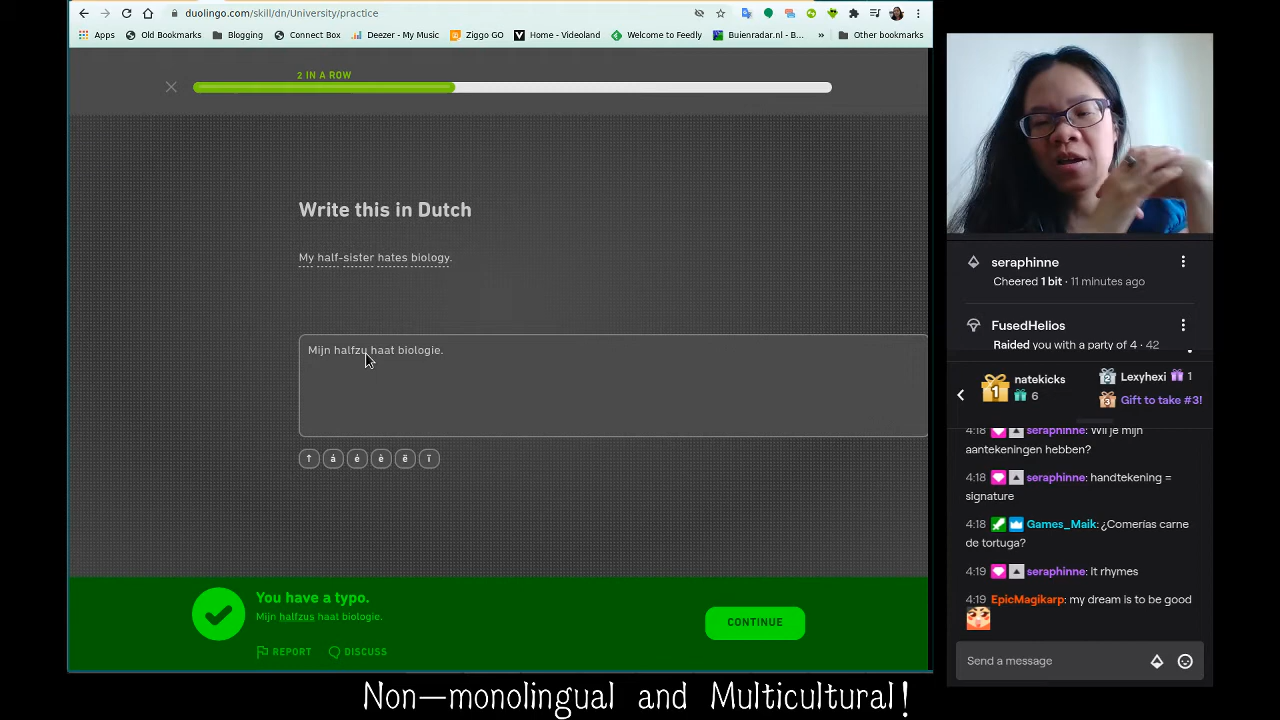 duolingo.com/skill/dn/University/practice
Apps Old Bookmarks Blogging Connect Box Deezer - My Music Ziggo GO Home - Videoland Welcome to Feedly Buienradar.nl - B... » Other bookmarks
2 IN A ROW
Write this in Dutch
My half-sister hates biology.
Mijn halfzu haat biologie.
↑ á é è ë ï
You have a typo.
Mijn halfzus haat biologie.
CONTINUE
REPORT DISCUSS
seraphinne
Cheered 1 bit · 11 minutes ago
FusedHelios
Raided you with a party of 4 · 42
natekicks
6
Lexyhexi 1
Gift to take #3!
4:18 seraphinne: Wil je mijn
aantekeningen hebben?
4:18 seraphinne: handtekening =
signature
4:18 Games_Maik: ¿Comerías carne
de tortuga?
4:19 seraphinne: it rhymes
4:19 EpicMagikarp: my dream is to be good
Send a message
Non-monolingual and Multicultural!